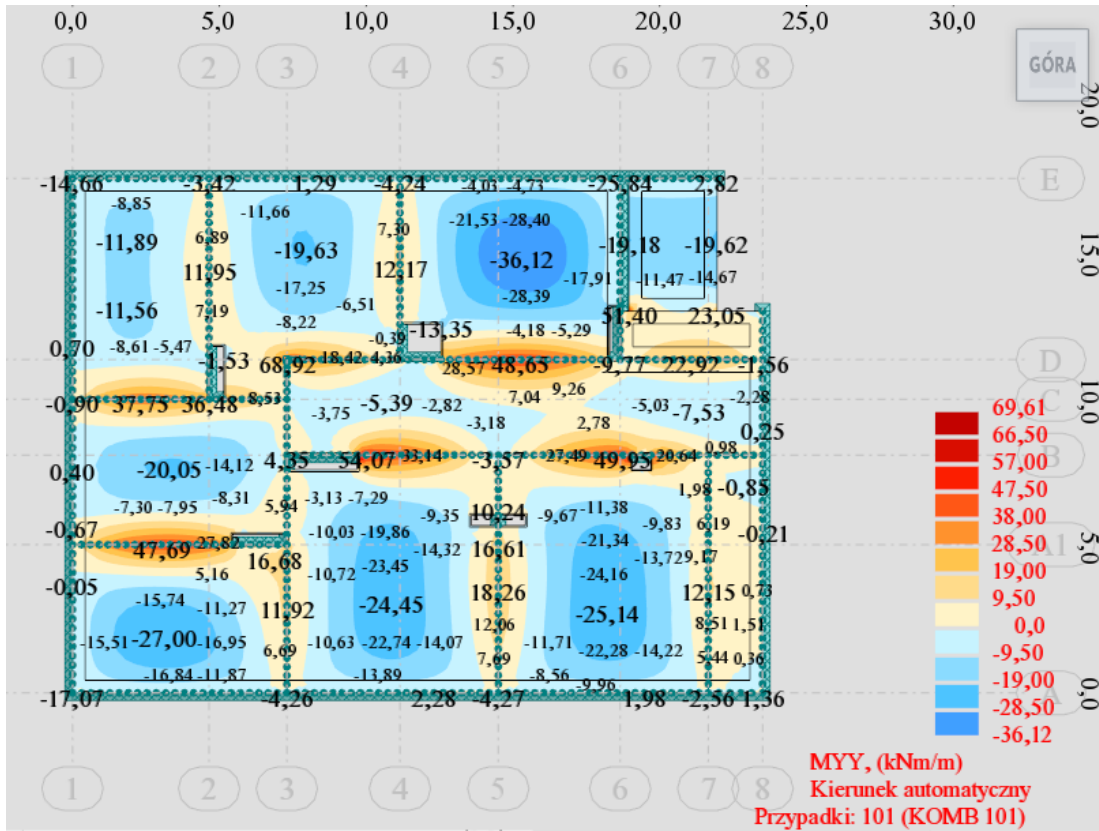 0,0 5,0 10,0 15,0 20,0 25,0 30,0
1 2 3 4 5 6 7 8
GÓRA
20,0
-14,66 -3,42 1,29 -4,24 -4,03 -4,73 -25,84 2,82 E
-8,85 -11,66 -21,53 -28,40
-11,89 6,89 -19,63 7,30 -36,12 -19,18 -19,62 15,0
11,95 12,17 -17,91 -11,47 -14,67
-17,25 -28,39
-11,56 7,19 -6,51
-8,22 -0,39 -13,35 -4,18 -5,29 51,40 23,05
0,70 -8,61 -5,47 -1,53 68,92 18,42 4,36 28,57 48,65 -9,77 22,92 -1,56 D
-0,90 37,75 36,48 8,53 -3,75 -5,39 -2,82 7,04 9,26 -5,03 -7,53 -2,28 C 10,0
-3,18 2,78 0,25
0,40 -20,05 -14,12 4,35 54,07 33,14 -3,57 27,49 49,95 20,64 0,98 B
-7,30 -7,95 -8,31 5,94 -3,13 -7,29 -9,35 10,24 -9,67 -11,38 1,98 -0,85
-0,67 27,82 -10,03 -19,86 -21,34 -9,83 6,19 -0,21
47,69 16,68 -14,32 16,61 -13,72 9,17 A1 5,0
-0,05 5,16 -10,72 -23,45 -24,16
-15,74 -11,27 11,92 -24,45 18,26 -25,14 12,15 0,73
-15,51 -27,00 -16,95 6,69 -10,63 -22,74 -14,07 12,06 -11,71 -22,28 -14,22 8,51 1,51
-16,84 -11,87 -13,89 7,69 -8,56 -9,96 5,44 0,36
-17,07 -4,26 2,28 -4,27 1,98 -2,56 -1,36 A 0,0
69,61
66,50
57,00
47,50
38,00
28,50
19,00
9,50
0,0
-9,50
-19,00
-28,50
-36,12
MYY, (kNm/m)
Kierunek automatyczny
Przypadki: 101 (KOMB 101)
1 2 3 4 5 6 7 8